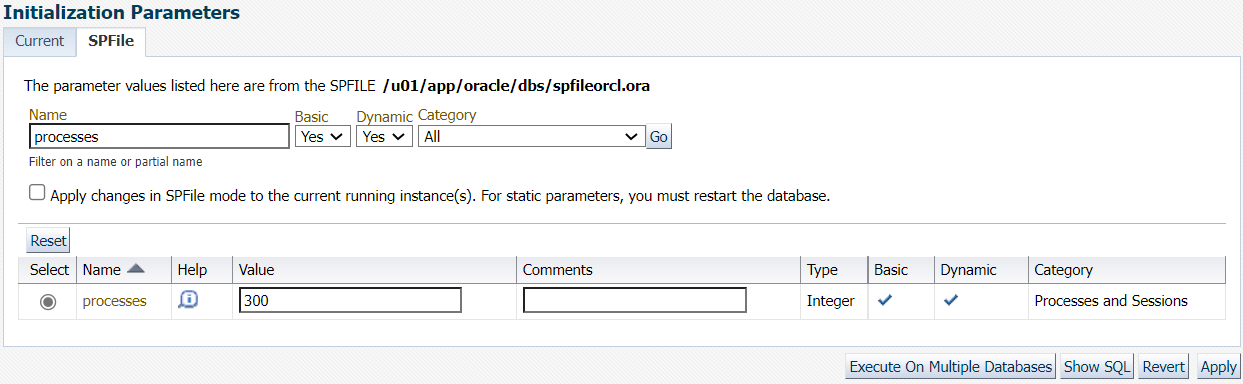 Initialization Parameters
Current SPFile
The parameter values listed here are from the SPFILE /u01/app/oracle/dbs/spfileorcl.ora
Name Basic Dynamic Category
processes Yes Yes All Go
Filter on a name or partial name
Apply changes in SPFile mode to the current running instance(s). For static parameters, you must restart the database.
Reset
Select Name Help Value Comments Type Basic Dynamic Category
processes 300 Integer Processes and Sessions
Execute On Multiple Databases Show SQL Revert Apply